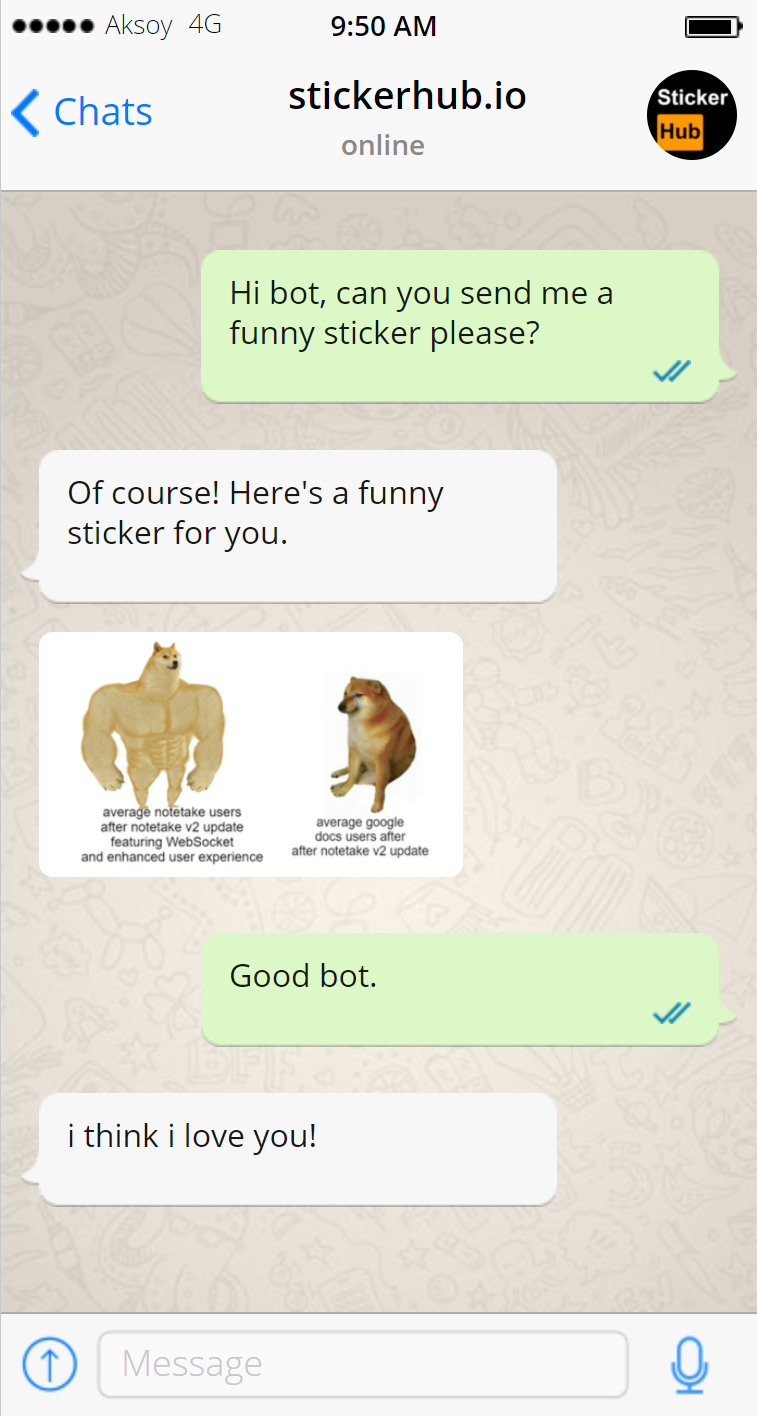 Aksoy 4G 9:50 AM
Chats
stickerhub.io
online
Sticker
Hub
Hi bot, can you send me a
funny sticker please?
Of course! Here's a funny
sticker for you.
average notetake users
after notetake v2 update
featuring WebSocket
and enhanced user experience
average google
docs users after
after notetake v2 update
Good bot.
i think i love you!
Message